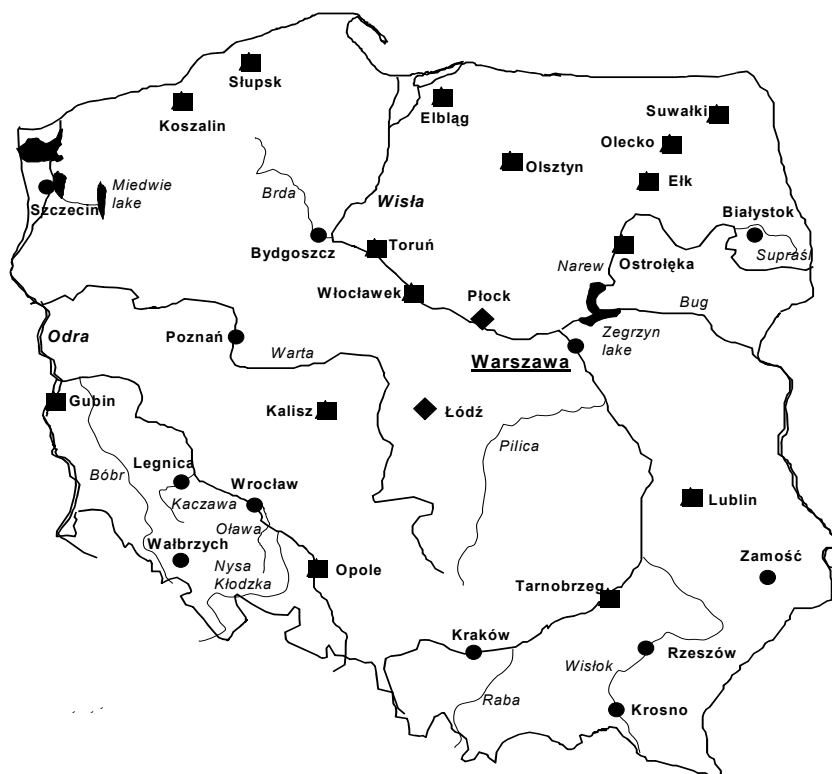 Słupsk
Koszalin
Elbląg
Suwałki
Olecko
Olsztyn
Ełk
Miedwie
lake
Szczecin
Brda
Wisła
Białystok
Bydgoszcz
Toruń
Ostrołęka
Supraśl
Narew
Włocławek
Płock
Bug
Odra
Poznań
Warta
Zegrzyn
lake
Warszawa
Gubin
Kalisz
Łódź
Pilica
Legnica
Bóbr
Kaczawa
Wrocław
Lublin
Oława
Wałbrzych
Nysa
Kłodzka
Opole
Zamość
Tarnobrzeg
Kraków
Rzeszów
Wisłok
Raba
Krosno